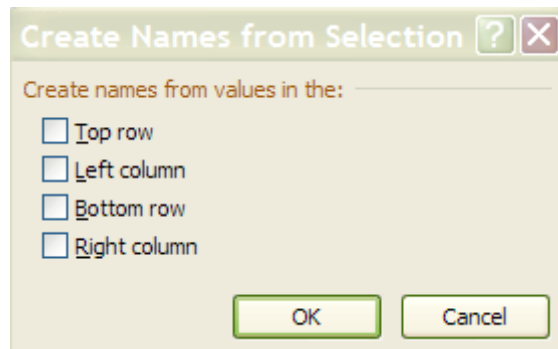 Create Names from Selection ?
Create names from values in the:
Top row
Left column
Bottom row
Right column
OK Cancel